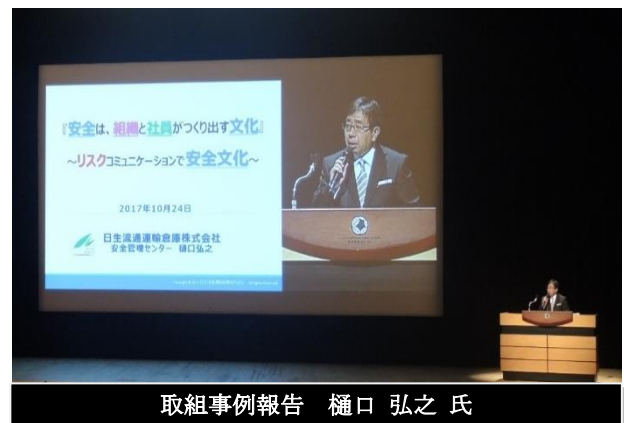 『安全は、組織と社員がつくり出す文化』
～リスクコミュニケーションで安全文化～
2017年10月24日
日生流通運輸倉庫株式会社
安全管理センター 樋口弘之
取組事例報告 樋口 弘之 氏